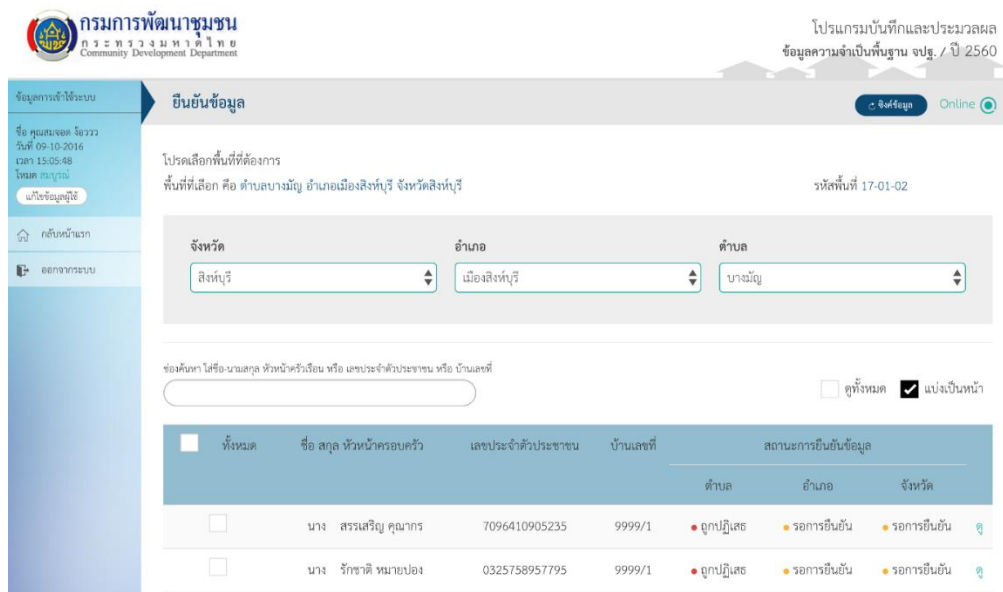 กรมการพัฒนาชุมชน
กระทรวงมหาดไทย
Community Development Department
โปรแกรมบันทึกและประมวลผล
ข้อมูลความจำเป็นพื้นฐาน จปฐ. / ปี 2560
ข้อมูลการเข้าใช้ระบบ
ชื่อ คุณสมจอด ง้อววว
วันที่ 09-10-2016
เวลา 15:05:48
โหมด สมบูรณ์
แก้ไขข้อมูลผู้ใช้
กลับหน้าแรก
ออกจากระบบ
ยืนยันข้อมูล
ซิงค์ข้อมูล Online
โปรดเลือกพื้นที่ที่ต้องการ
พื้นที่ที่เลือก คือ ตำบลบางมัญ อำเภอเมืองสิงห์บุรี จังหวัดสิงห์บุรี รหัสพื้นที่ 17-01-02
จังหวัด อำเภอ ตำบล
สิงห์บุรี เมืองสิงห์บุรี บางมัญ
ช่องค้นหา ใส่ชื่อ-นามสกุล หัวหน้าครัวเรือน หรือ เลขประจำตัวประชาชน หรือ บ้านเลขที่
ดูทั้งหมด แบ่งเป็นหน้า
ทั้งหมด ชื่อ สกุล หัวหน้าครอบครัว เลขประจำตัวประชาชน บ้านเลขที่ สถานะการยืนยันข้อมูล
ตำบล อำเภอ จังหวัด
นาง สรรเสริญ คุณากร 7096410905235 9999/1 ถูกปฏิเสธ รอการยืนยัน รอการยืนยัน ดู
นาง รักชาติ หมายปอง 0325758957795 9999/1 ถูกปฏิเสธ รอการยืนยัน รอการยืนยัน ดู